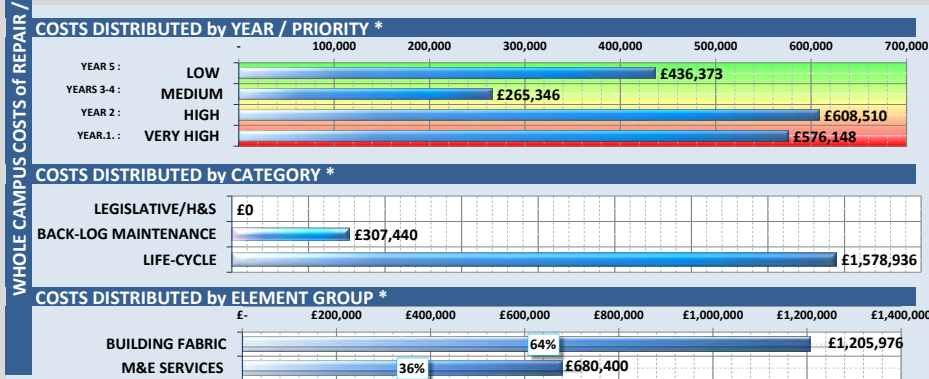 WHOLE CAMPUS COSTS of REPAIR /
COSTS DISTRIBUTED by YEAR / PRIORITY *
- 100,000 200,000 300,000 400,000 500,000 600,000 700,000
YEAR 5 : LOW £436,373
YEARS 3-4 : MEDIUM £265,346
YEAR 2 : HIGH £608,510
YEAR.1. : VERY HIGH £576,148
COSTS DISTRIBUTED by CATEGORY *
LEGISLATIVE/H&S £0
BACK-LOG MAINTENANCE £307,440
LIFE-CYCLE £1,578,936
COSTS DISTRIBUTED by ELEMENT GROUP *
£- £200,000 £400,000 £600,000 £800,000 £1,000,000 £1,200,000 £1,400,000
BUILDING FABRIC 64% £1,205,976
M&E SERVICES 36% £680,400